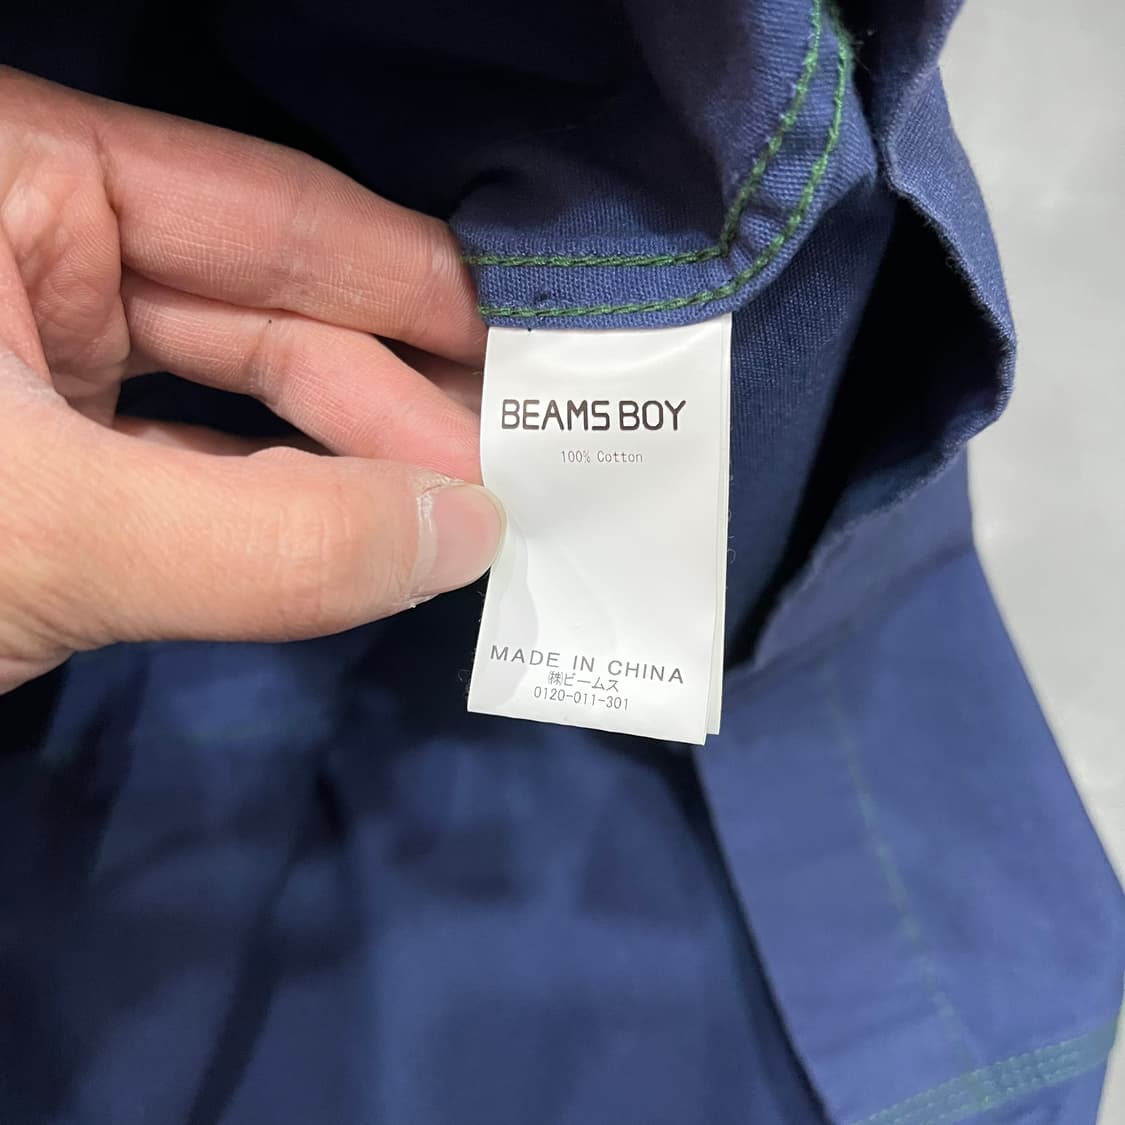 BEAMS BOY
100% Cotton
MADE IN CHINA
㈱ビームス
0120-011-301